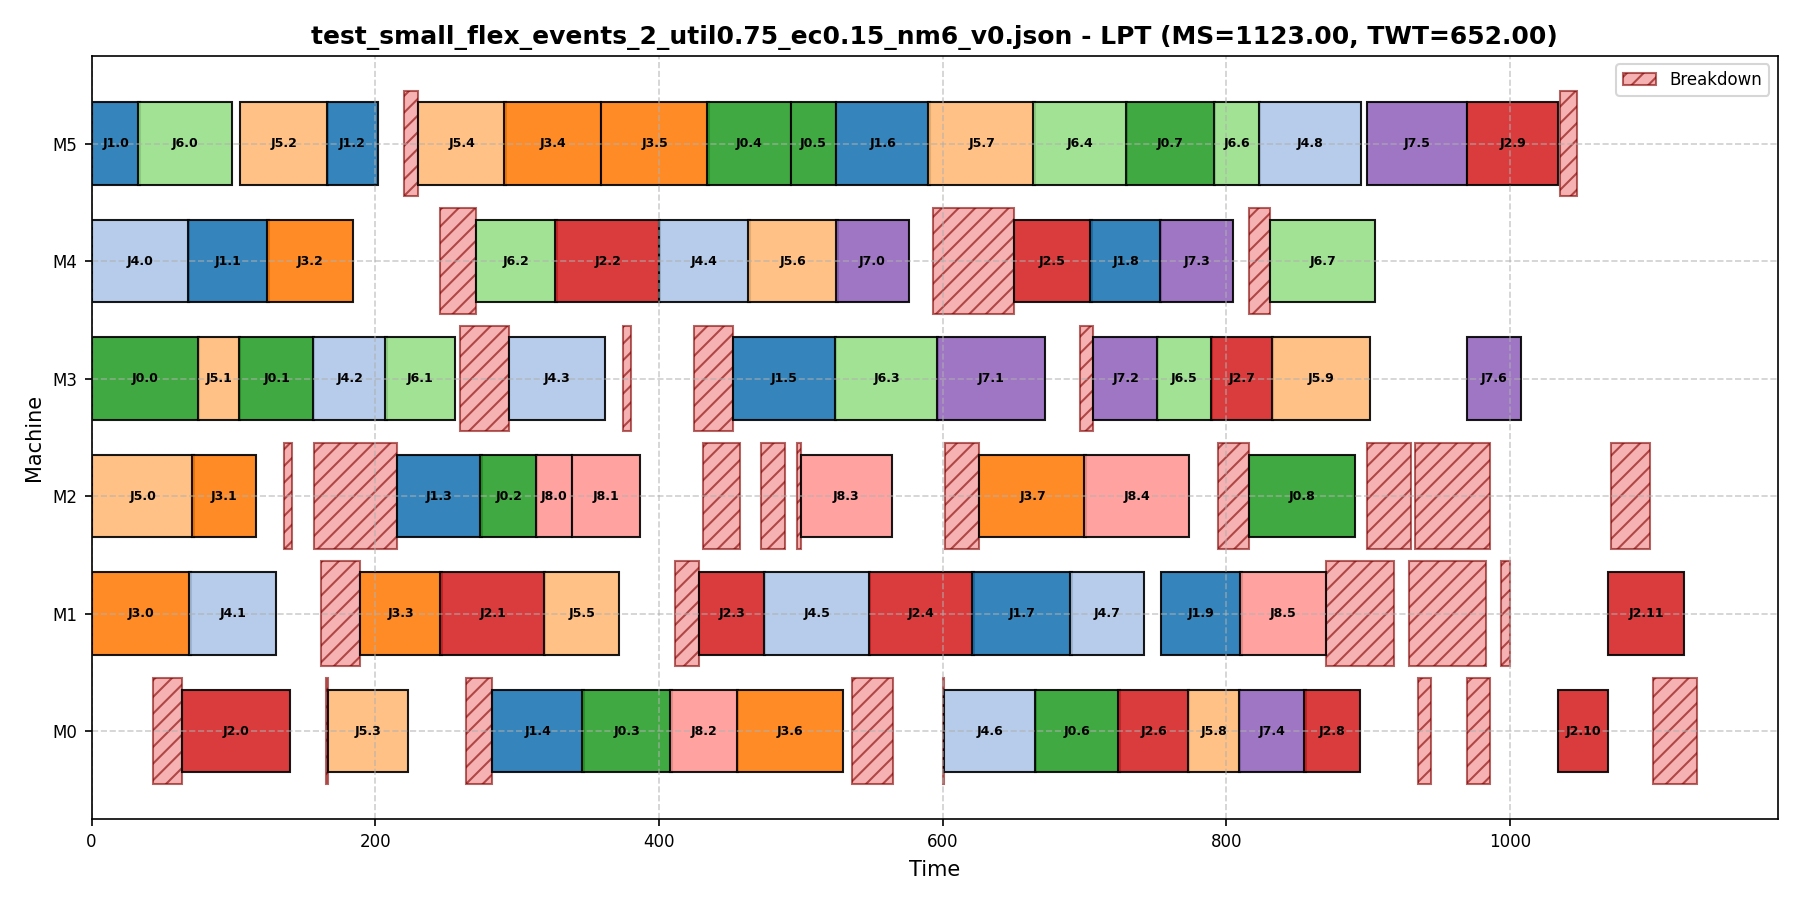 test_small_flex_events_2_util0.75_ec0.15_nm6_v0.json - LPT (MS=1123.00, TWT=652.00)
Breakdown
M5 J1.0 J6.0 J5.2 J1.2 J5.4 J3.4 J3.5 J0.4 J0.5 J1.6 J5.7 J6.4 J0.7 J6.6 J4.8 J7.5 J2.9
M4 J4.0 J1.1 J3.2 J6.2 J2.2 J4.4 J5.6 J7.0 J2.5 J1.8 J7.3 J6.7
M3 J0.0 J5.1 J0.1 J4.2 J6.1 J4.3 J1.5 J6.3 J7.1 J7.2 J6.5 J2.7 J5.9 J7.6
M2 J5.0 J3.1 J1.3 J0.2 J8.0 J8.1 J8.3 J3.7 J8.4 J0.8
M1 J3.0 J4.1 J3.3 J2.1 J5.5 J2.3 J4.5 J2.4 J1.7 J4.7 J1.9 J8.5 J2.11
M0 J2.0 J5.3 J1.4 J0.3 J8.2 J3.6 J4.6 J0.6 J2.6 J5.8 J7.4 J2.8 J2.10
Machine
0 200 400 600 800 1000
Time